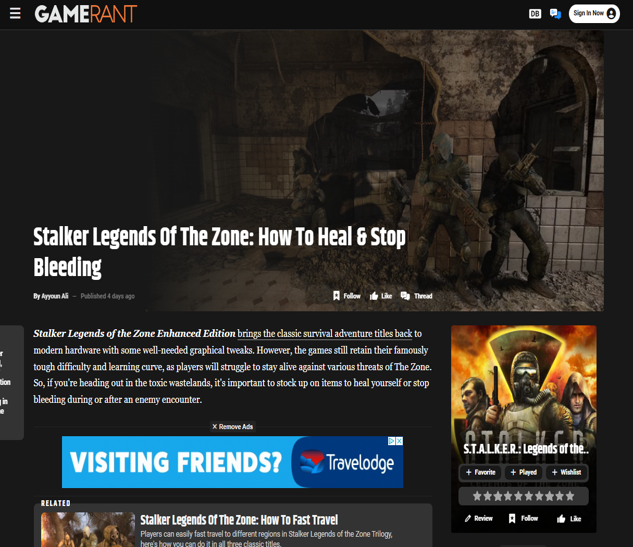 GAMERANT
DB
Sign In Now
Stalker Legends Of The Zone: How To Heal & Stop
Bleeding
By Ayyoun Ali — Published 4 days ago
Follow Like Thread
Stalker Legends of the Zone Enhanced Edition brings the classic survival adventure titles back to
modern hardware with some well-needed graphical tweaks. However, the games still retain their famously
tough difficulty and learning curve, as players will struggle to stay alive against various threats of The Zone.
So, if you're heading out in the toxic wastelands, it's important to stock up on items to heal yourself or stop
bleeding during or after an enemy encounter.
X Remove Ads
VISITING FRIENDS? Travelodge
RELATED
Stalker Legends Of The Zone: How To Fast Travel
Players can easily fast travel to different regions in Stalker Legends of the Zone Trilogy,
here's how you can do it in all three classic titles.
S.T.A.L.K.E.R.
S.T.A.L.K.E.R.: Legends of the..
+ Favorite + Played + Wishlist
Review Follow Like